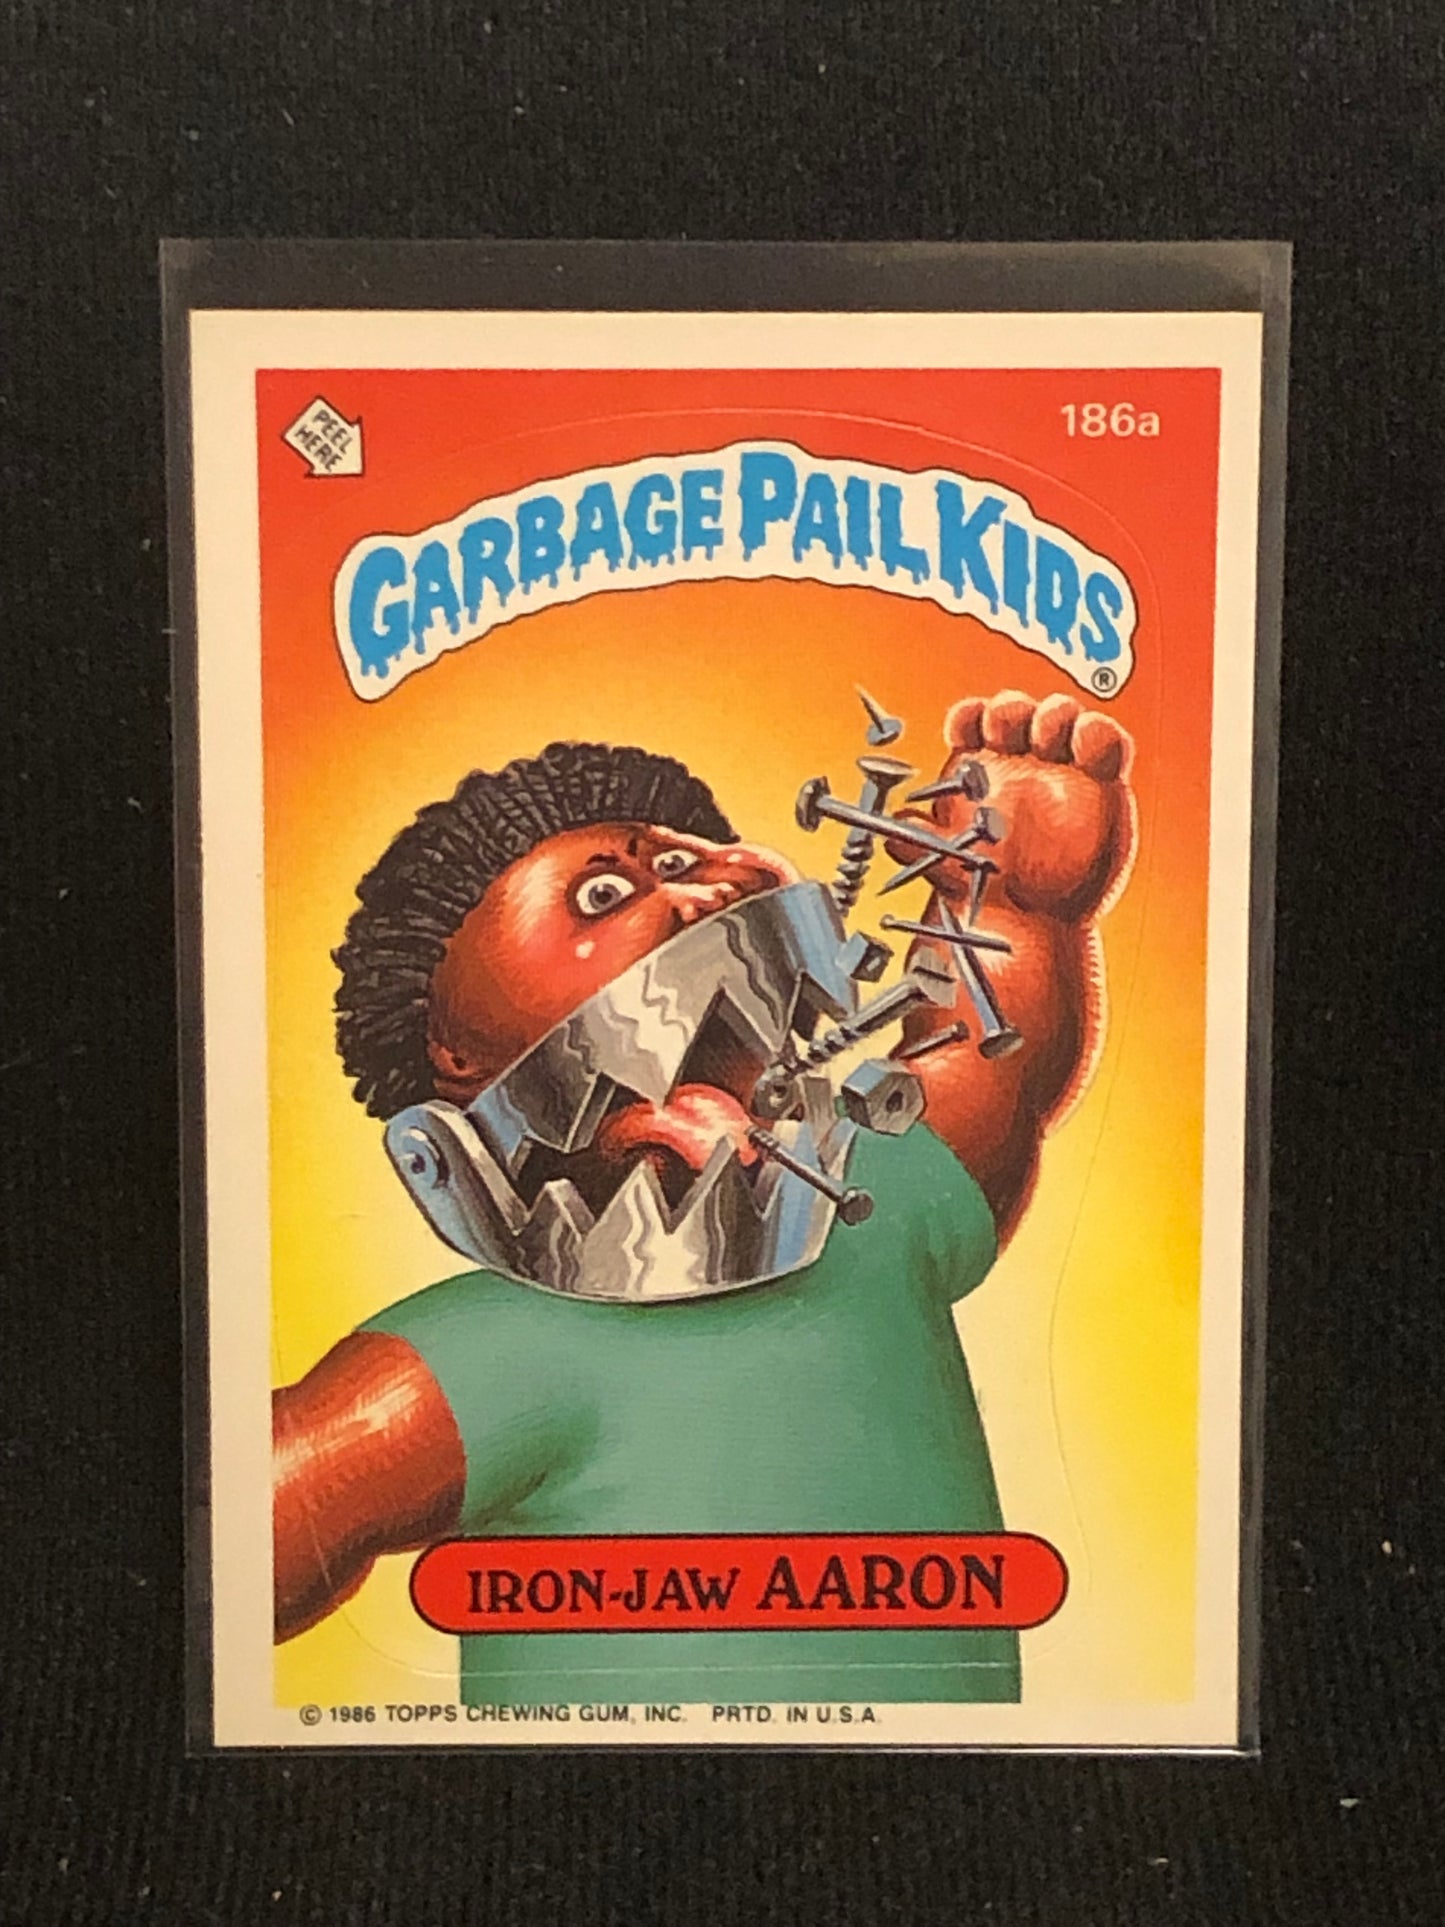 PEEL
HERE
186a
GARBAGE PAIL KIDS
®
IRON-JAW AARON
© 1986 TOPPS CHEWING GUM, INC. PRTD. IN U.S.A.